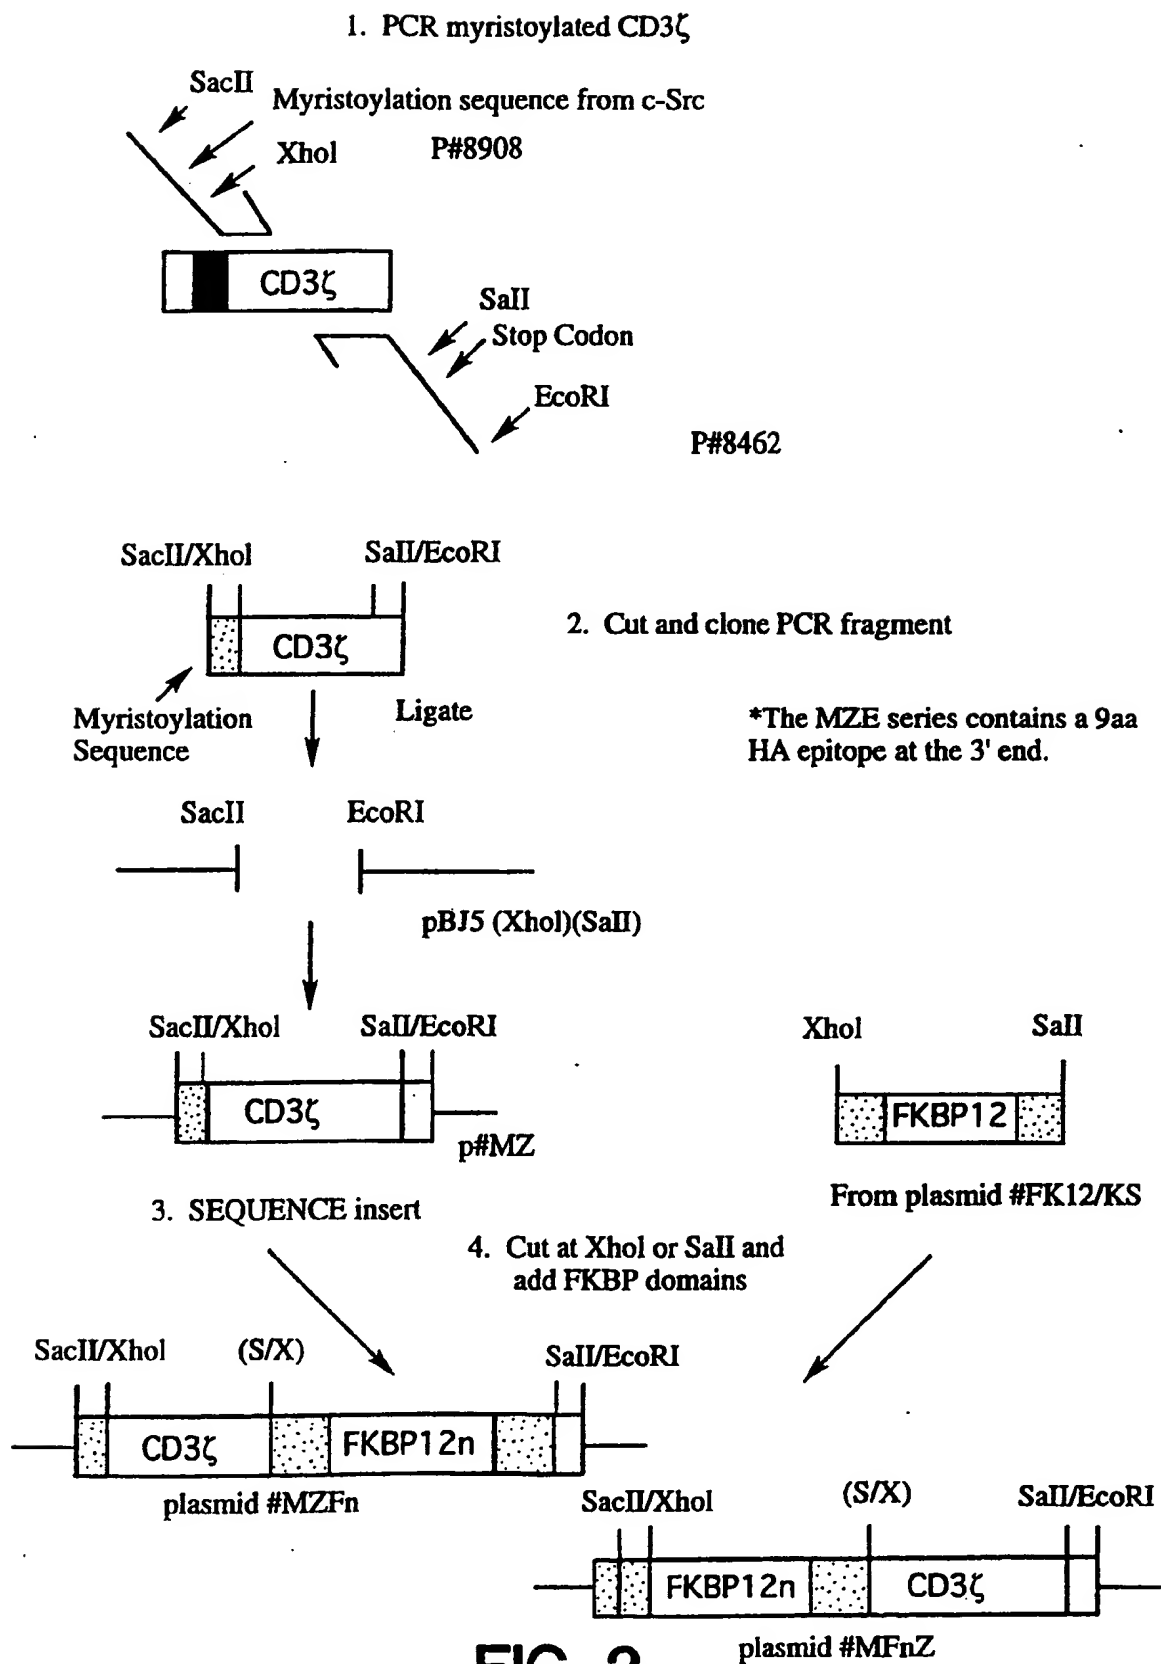 1. PCR myristoylated CD3ζ
SacII
Myristoylation sequence from c-Src
XhoI
P#8908
CD3ζ
SalI
Stop Codon
EcoRI
P#8462
SacII/XhoI
SalI/EcoRI
CD3ζ
2. Cut and clone PCR fragment
Myristoylation
Sequence
Ligate
*The MZE series contains a 9aa
HA epitope at the 3' end.
SacII
EcoRI
pBJ5 (XhoI)(SalI)
SacII/XhoI
SalI/EcoRI
CD3ζ
p#MZ
XhoI
SalI
FKBP12
From plasmid #FK12/KS
3. SEQUENCE insert
4. Cut at XhoI or SalI and
add FKBP domains
SacII/XhoI
(S/X)
SalI/EcoRI
CD3ζ
FKBP12n
plasmid #MZFn
SacII/XhoI
(S/X)
SalI/EcoRI
FKBP12n
CD3ζ
plasmid #MFnZ
FIG. 2